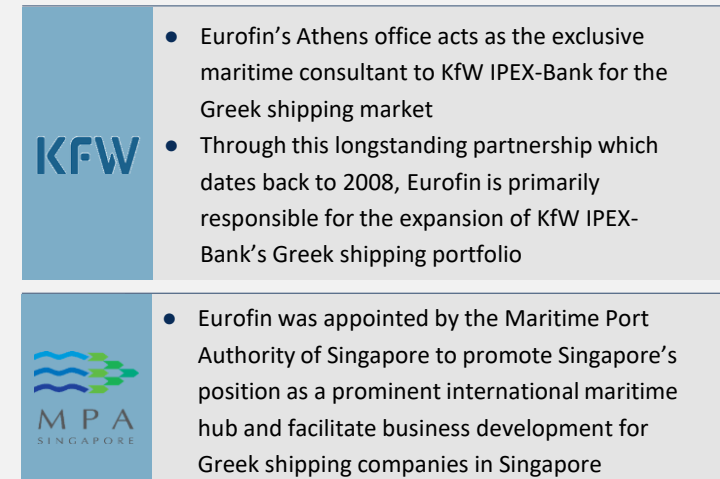 KFW
● Eurofin’s Athens office acts as the exclusive
maritime consultant to KfW IPEX-Bank for the
Greek shipping market
● Through this longstanding partnership which
dates back to 2008, Eurofin is primarily
responsible for the expansion of KfW IPEX-
Bank’s Greek shipping portfolio
MPA
SINGAPORE
● Eurofin was appointed by the Maritime Port
Authority of Singapore to promote Singapore’s
position as a prominent international maritime
hub and facilitate business development for
Greek shipping companies in Singapore